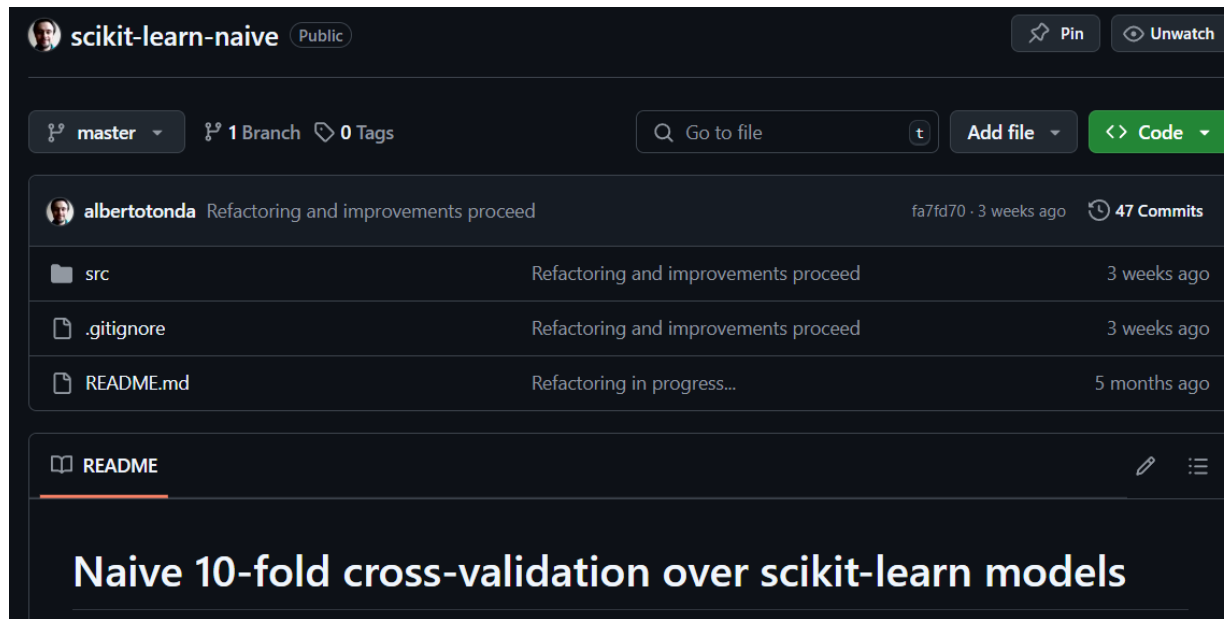 scikit-learn-naive Public Pin Unwatch
master 1 Branch 0 Tags Go to file t Add file Code
albertotonda Refactoring and improvements proceed fa7fd70 · 3 weeks ago 47 Commits
src Refactoring and improvements proceed 3 weeks ago
.gitignore Refactoring and improvements proceed 3 weeks ago
README.md Refactoring in progress... 5 months ago
README
Naive 10-fold cross-validation over scikit-learn models